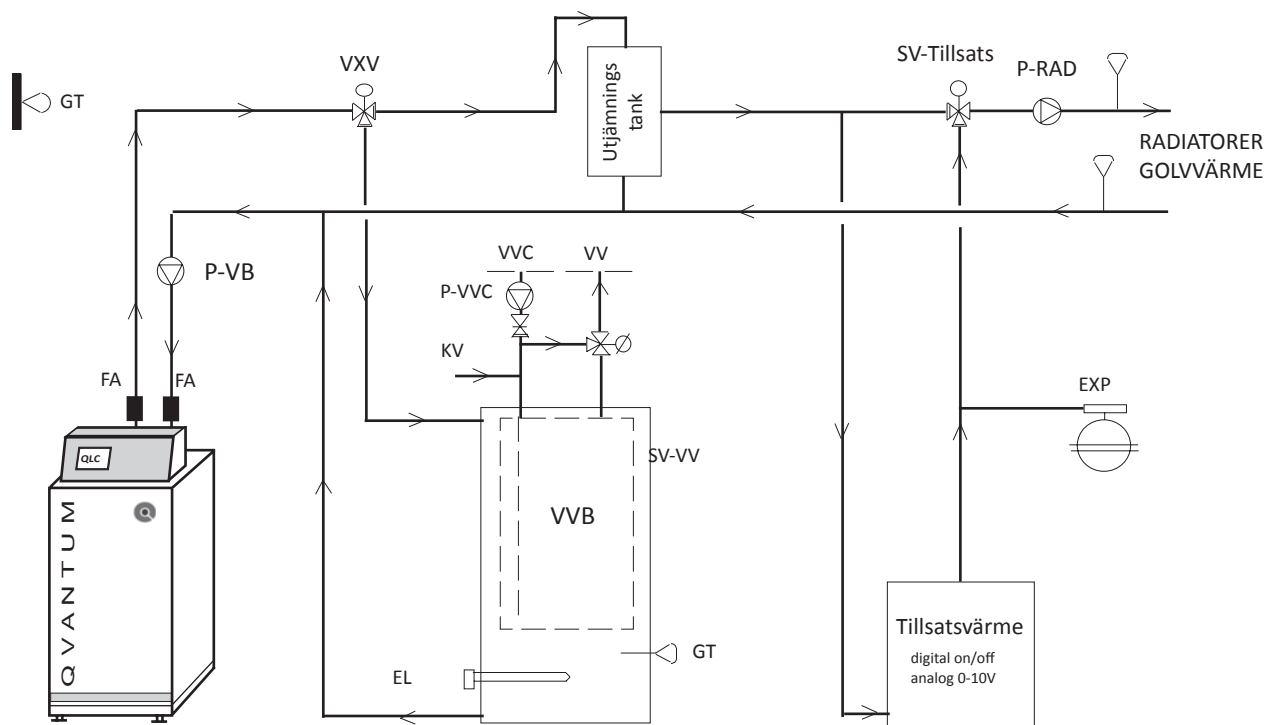 VXV
GT
Utjämnings
tank
SV-Tillsats
P-RAD
RADIATORER
GOLVVÄRME
P-VB
VVC
VV
P-VVC
KV
FA
FA
EXP
QLC
SV-VV
VVB
QVANTUM
Tillsatsvärme
digital on/off
analog 0-10V
GT
EL